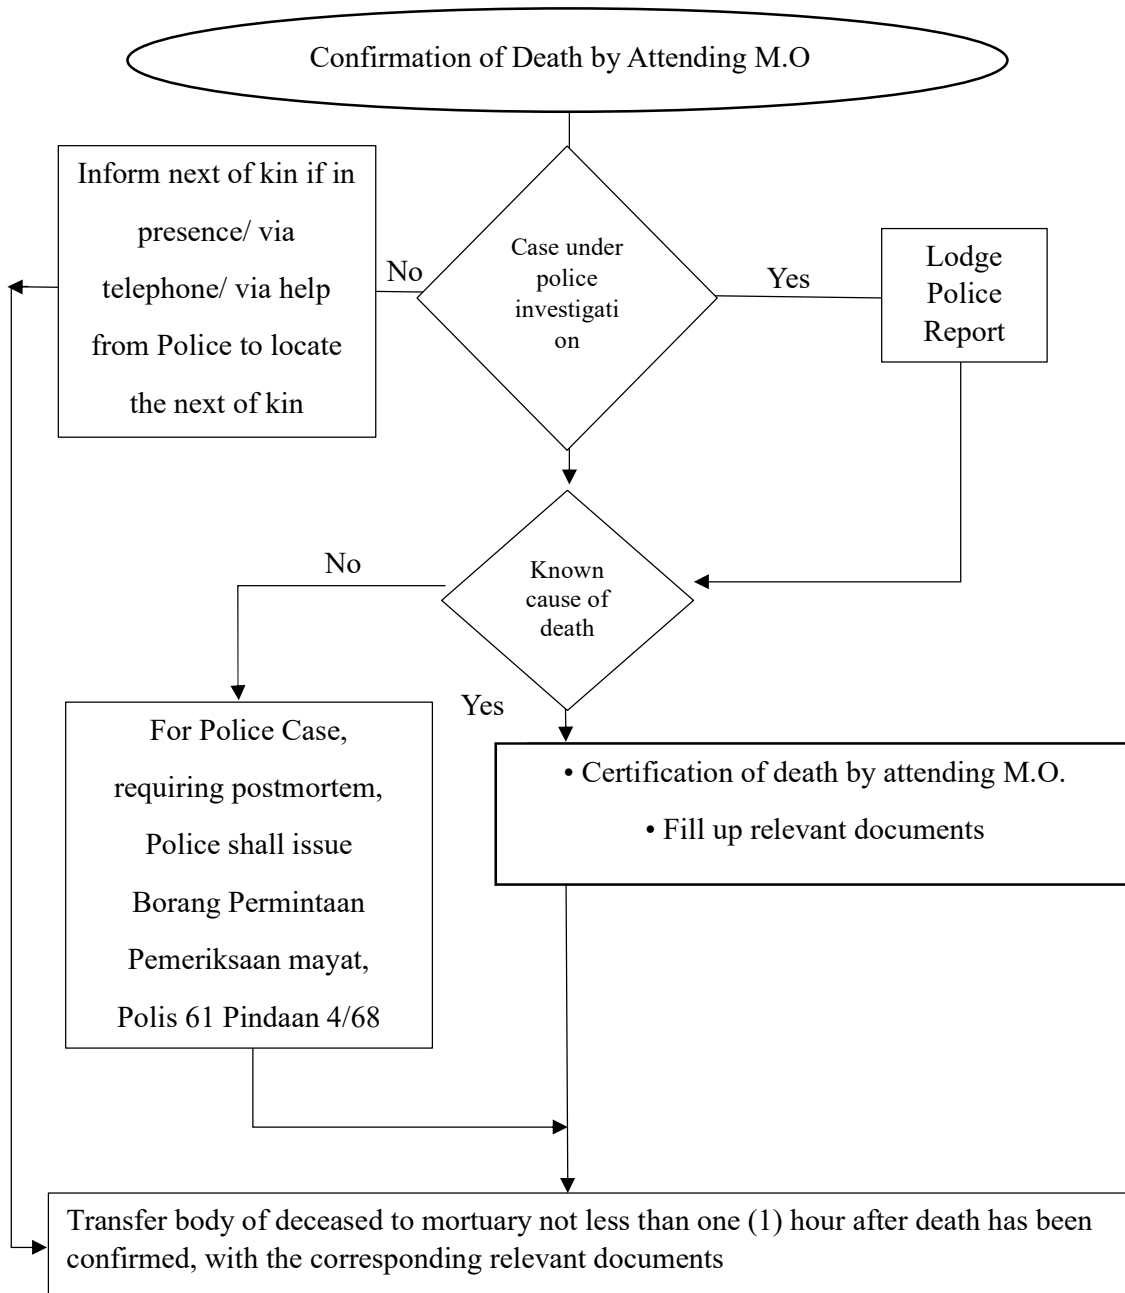 Confirmation of Death by Attending M.O
Inform next of kin if in
presence/ via
telephone/ via help
from Police to locate
the next of kin
No
Case under
police
investigati
on
Yes
Lodge
Police
Report
No
Known
cause of
death
Yes
For Police Case,
requiring postmortem,
Police shall issue
Borang Permintaan
Pemeriksaan mayat,
Polis 61 Pindaan 4/68
• Certification of death by attending M.O.
• Fill up relevant documents
Transfer body of deceased to mortuary not less than one (1) hour after death has been
confirmed, with the corresponding relevant documents